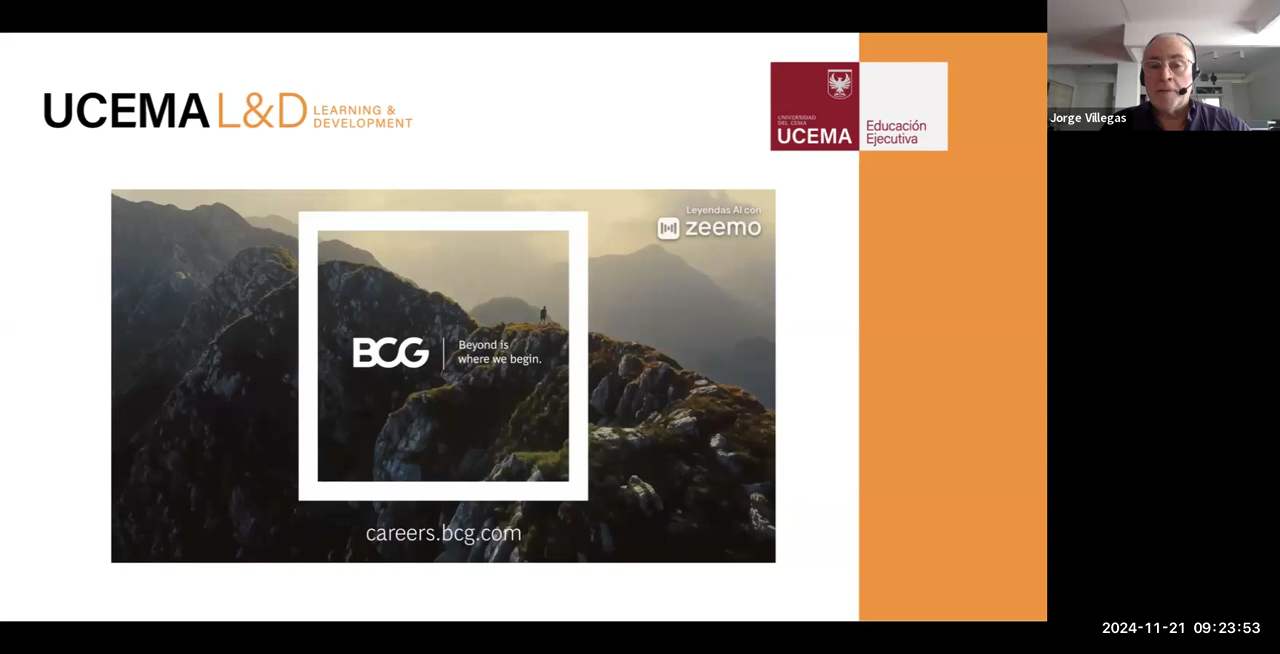 UCEMA L&D LEARNING &
DEVELOPMENT
UNIVERSIDAD
DEL CEMA
UCEMA
Educación
Ejecutiva
Jorge Villegas
Leyendas AI con
zeemo
BCG
Beyond is
where we begin.
careers.bcg.com
2024-11-21 09:23:53